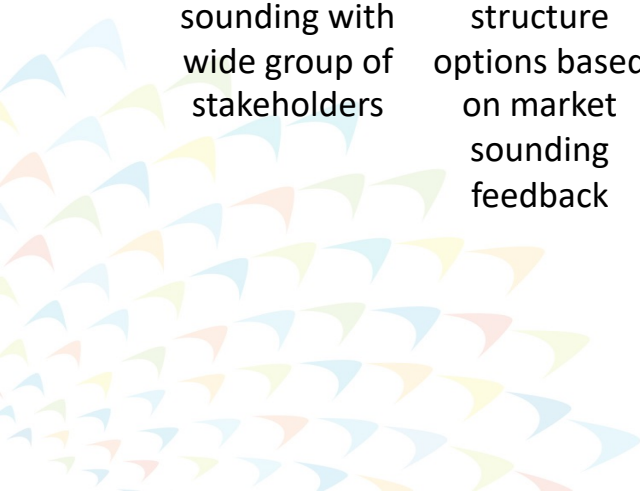 sounding with
wide group of
stakeholders
structure
options based
on market
sounding
feedback